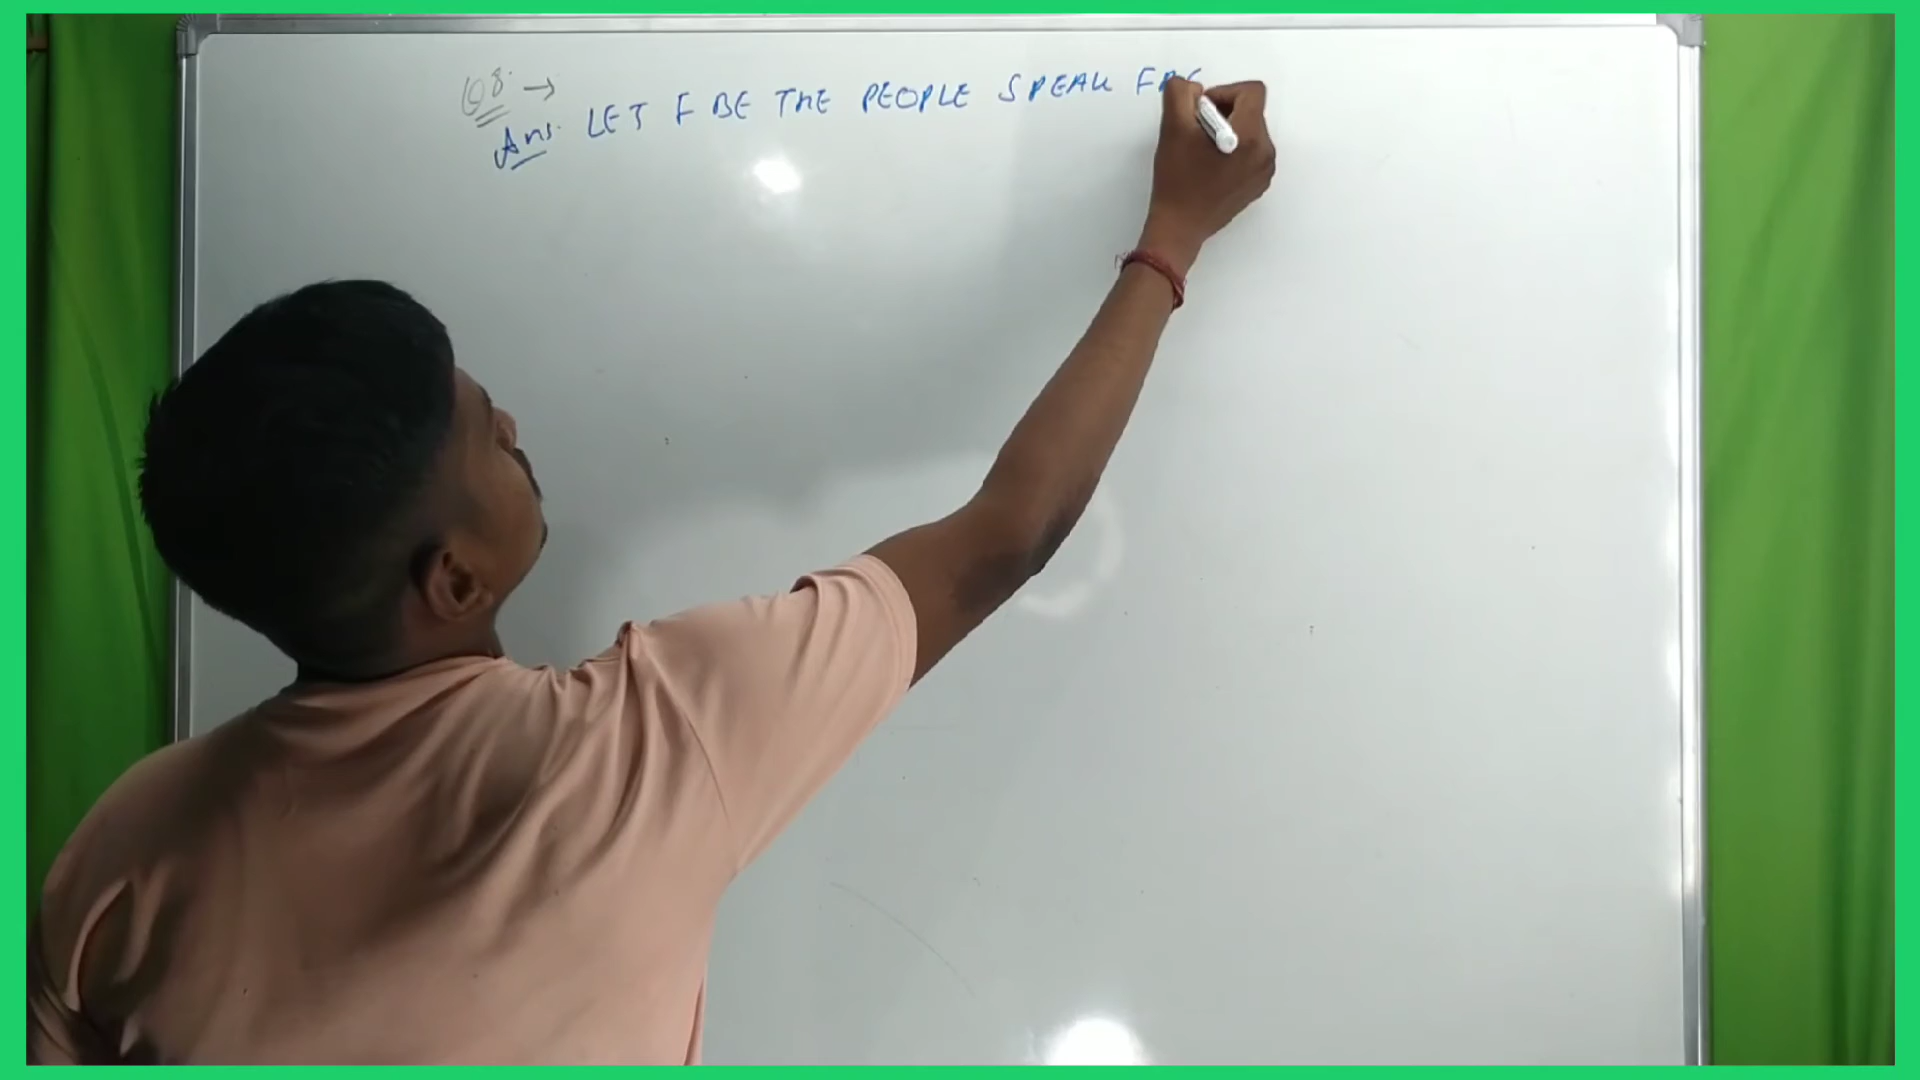 Q8. →
Ans. LET F BE THE PEOPLE SPEAK